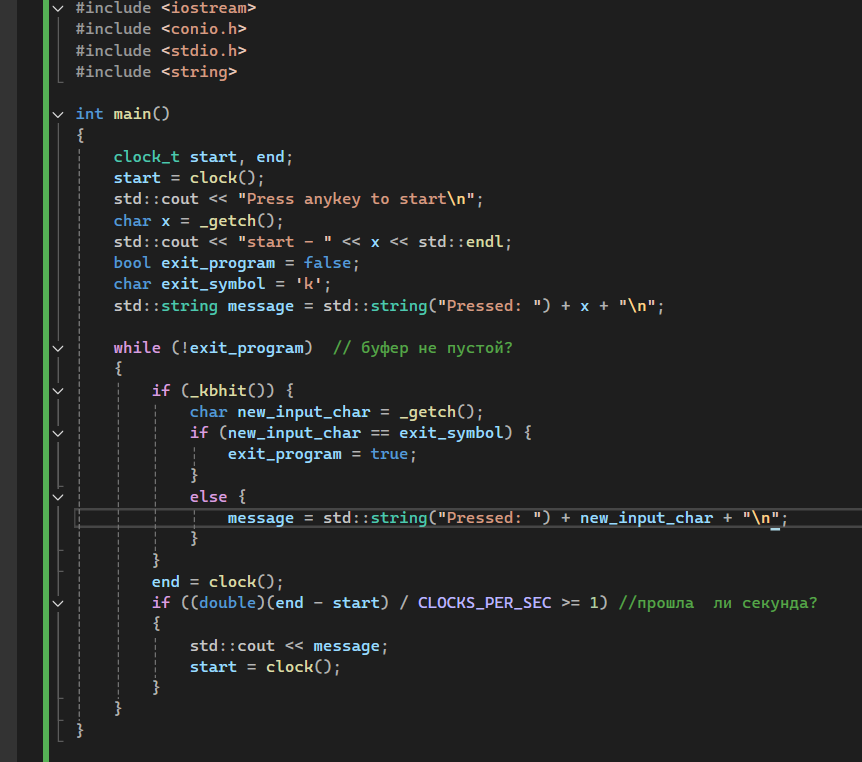 #include <iostream>
#include <conio.h>
#include <stdio.h>
#include <string>

int main()
{
    clock_t start, end;
    start = clock();
    std::cout << "Press anykey to start\n";
    char x = _getch();
    std::cout << "start - " << x << std::endl;
    bool exit_program = false;
    char exit_symbol = 'k';
    std::string message = std::string("Pressed: ") + x + "\n";

    while (!exit_program)  // буфер не пустой?
    {
        if (_kbhit()) {
            char new_input_char = _getch();
            if (new_input_char == exit_symbol) {
                exit_program = true;
            }
            else {
                message = std::string("Pressed: ") + new_input_char + "\n";
            }
        }
        end = clock();
        if ((double)(end - start) / CLOCKS_PER_SEC >= 1) //прошла  ли секунда?
        {
            std::cout << message;
            start = clock();
        }
    }
}